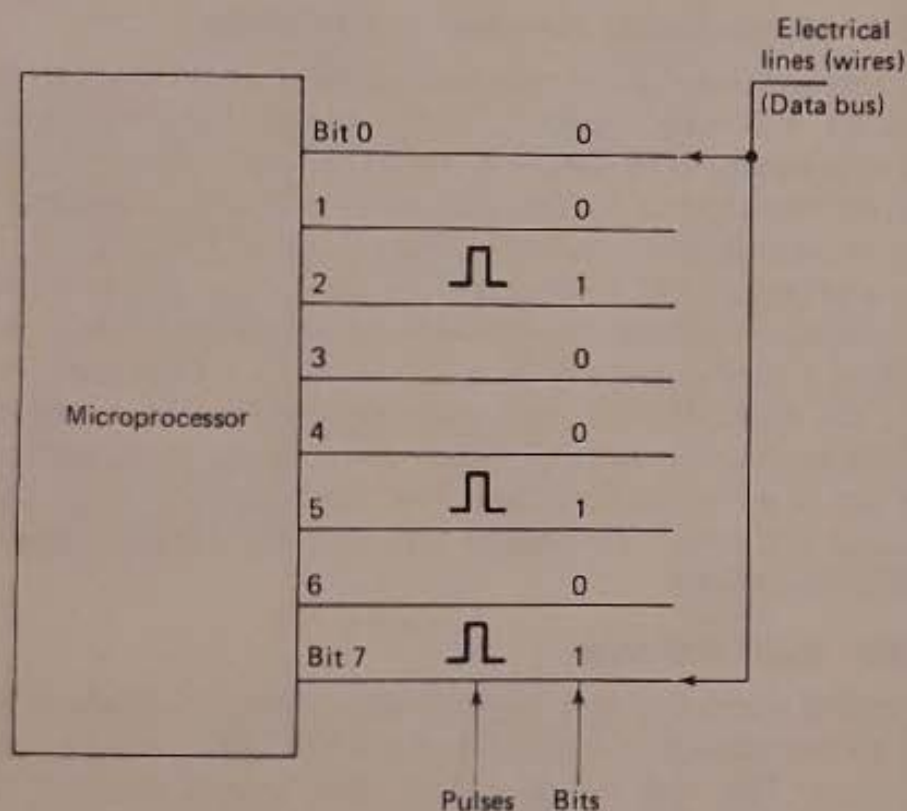 Electrical
lines (wires)
(Data bus)
Bit 0 0
1 0
2 1
3 0
Microprocessor
4 0
5 1
6 0
Bit 7 1
Pulses Bits